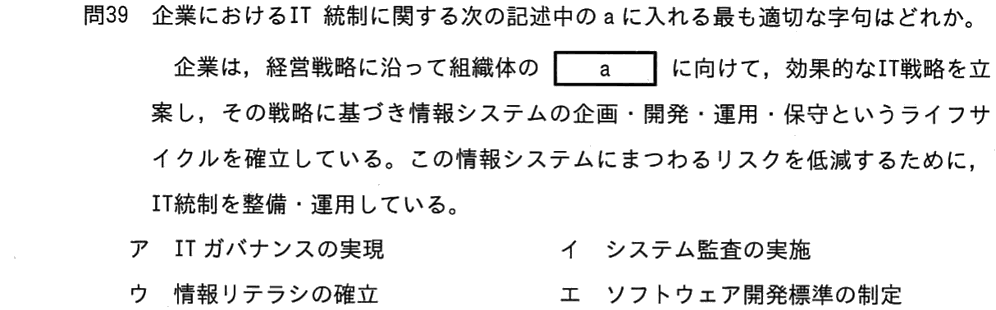 問39 企業におけるIT 統制に関する次の記述中の a に入れる最も適切な字句はどれか。
企業は，経営戦略に沿って組織体の a に向けて，効果的なIT戦略を立
案し，その戦略に基づき情報システムの企画・開発・運用・保守というライフサ
イクルを確立している。この情報システムにまつわるリスクを低減するために，
IT統制を整備・運用している。
ア IT ガバナンスの実現 イ システム監査の実施
ウ 情報リテラシの確立 エ ソフトウェア開発標準の制定